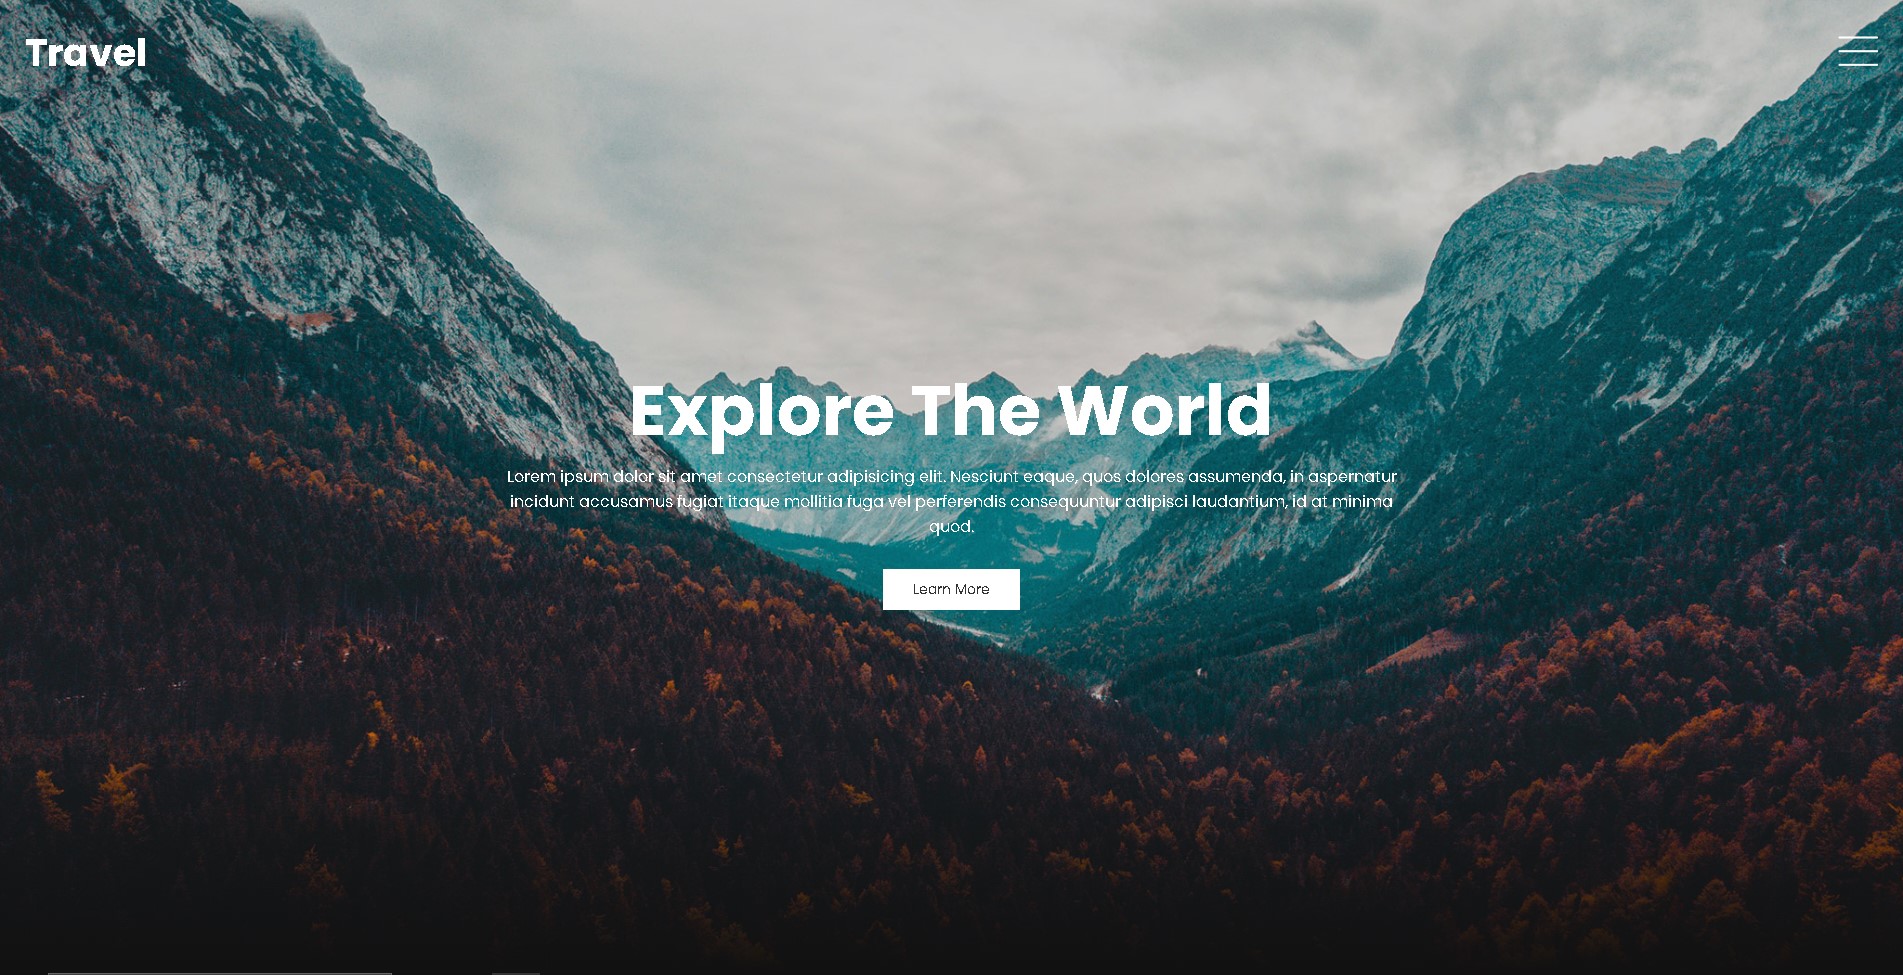 Travel
Explore The World
Lorem ipsum dolor sit amet consectetur adipisicing elit. Nesciunt eaque, quos dolores assumenda, in aspernatur
incidunt accusamus fugiat itaque mollitia fuga vel perferendis consequuntur adipisci laudantium, id at minima
quod.
Learn More